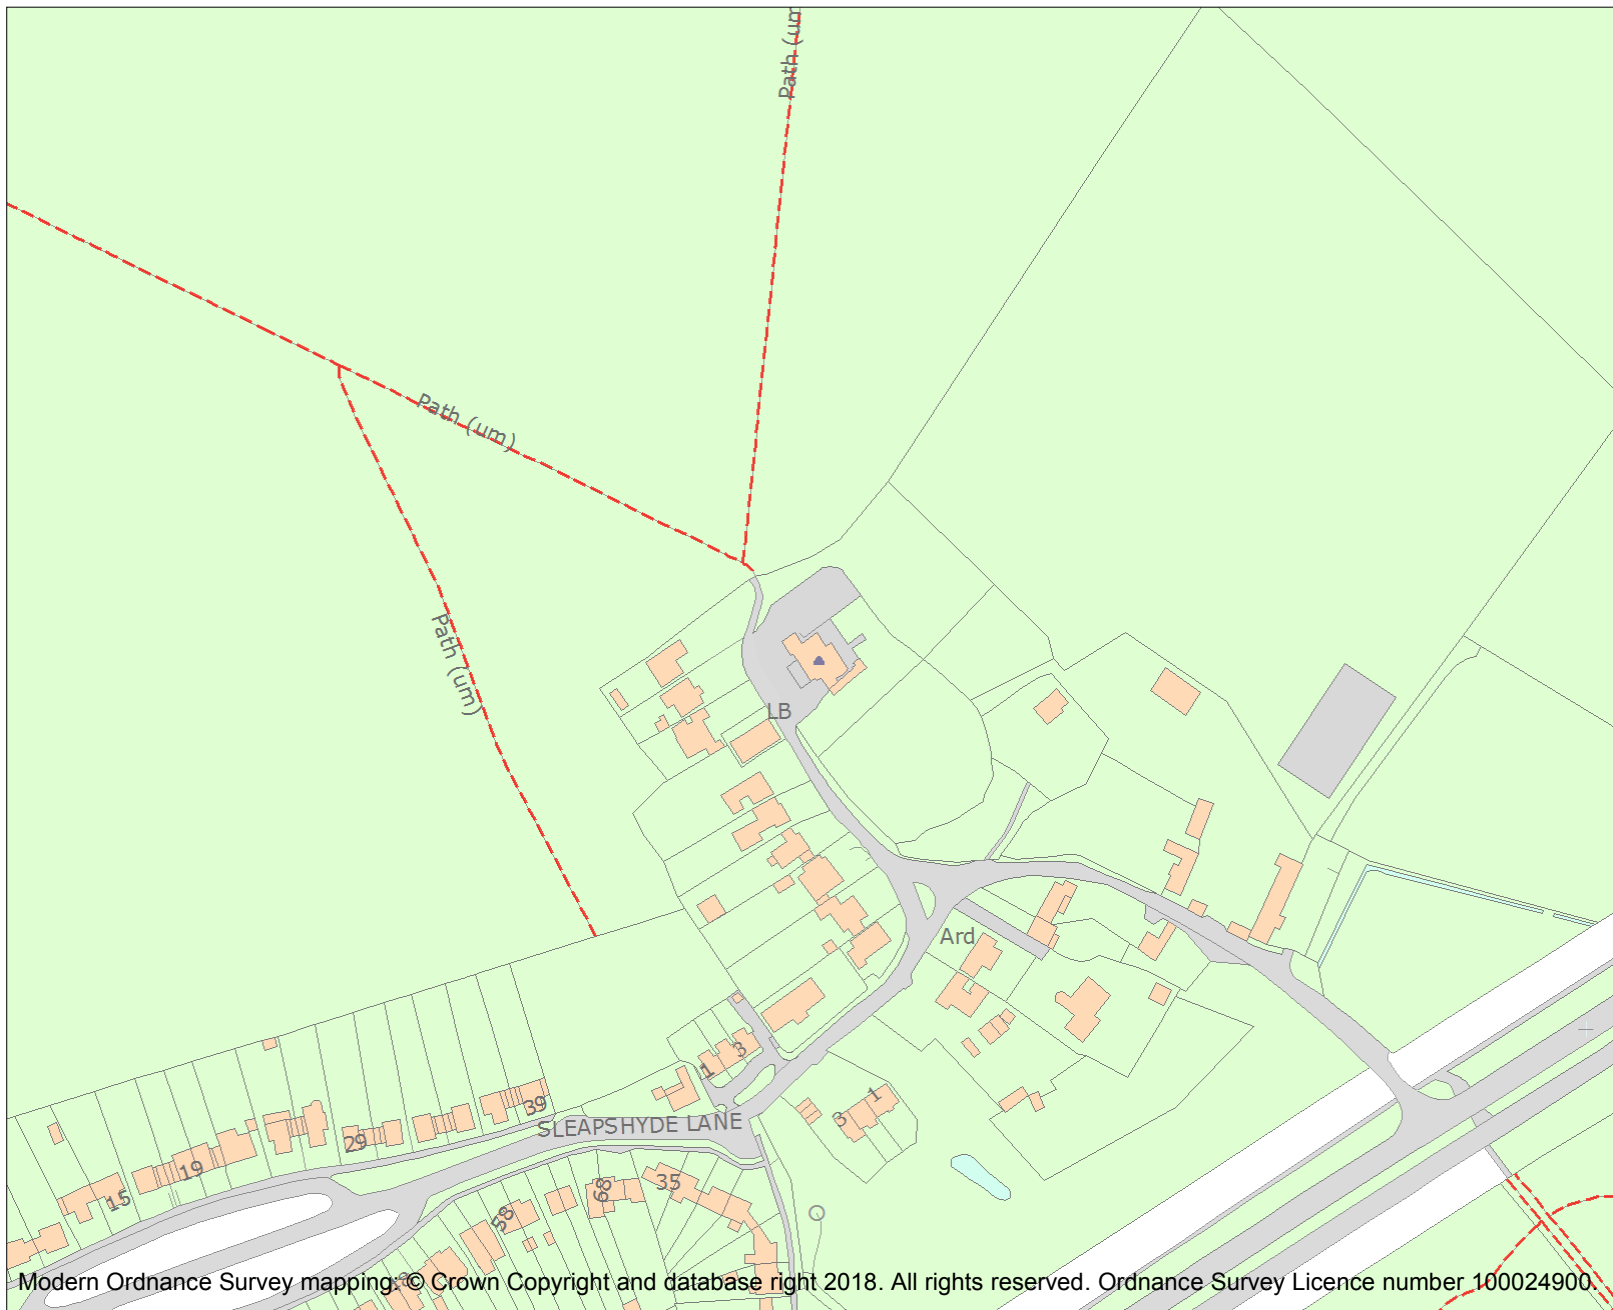 Path (um
Path (um)
Path (um)
LB
Ard
3
1
39
SLEAPSHYDE LANE
1
3
29
19
15
35
68
58
Modern Ordnance Survey mapping: © Crown Copyright and database right 2018. All rights reserved. Ordnance Survey Licence number 100024900.